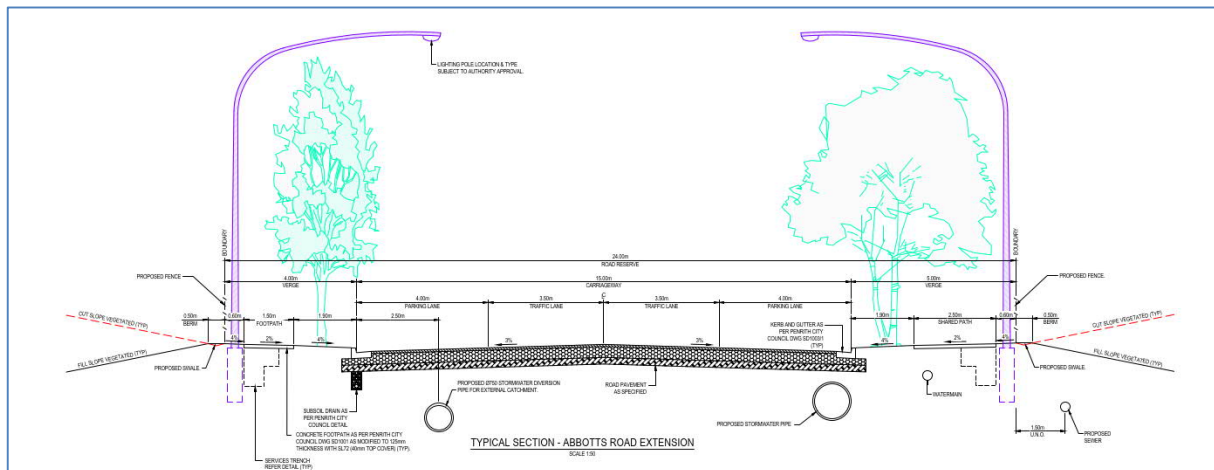 LIGHTING POLE LOCATION & TYPE
SUBJECT TO AUTHORITY APPROVAL.
BOUNDARY
BOUNDARY
24.00m
ROAD RESERVE
PROPOSED FENCE
PROPOSED FENCE.
4.00m
VERGE
15.00m
CARRIAGEWAY
5.00m
VERGE
4.00m
PARKING LANE
3.50m
TRAFFIC LANE
C
3.50m
TRAFFIC LANE
4.00m
PARKING LANE
0.50m
BERM
0.60m
1.50m
FOOTPATH
1.90m
2.50m
KERB AND GUTTER AS
PER PENRITH CITY
COUNCIL DWG SD1003/1
(TYP)
1.90m
2.50m
SHARED PATH
0.60m
0.50m
BERM
CUT SLOPE VEGETATED (TYP)
CUT SLOPE VEGETATED (TYP)
4%
2%
4%
3%
3%
4%
2%
4%
FILL SLOPE VEGETATED (TYP)
FILL SLOPE VEGETATED (TYP)
PROPOSED SWALE.
PROPOSED SWALE.
SUBSOIL DRAIN AS
PER PENRITH CITY
COUNCIL DETAIL
PROPOSED Ø750 STORMWATER DIVERSION
PIPE FOR EXTERNAL CATCHMENT.
ROAD PAVEMENT
AS SPECIFIED
WATERMAIN
PROPOSED STORMWATER PIPE
1.50m
U.N.O.
PROPOSED
SEWER
CONCRETE FOOTPATH AS PER PENRITH CITY
COUNCIL DWG SD1001 AS MODIFIED TO 125mm
THICKNESS WITH SL72 (40mm TOP COVER) (TYP).
SERVICES TRENCH
REFER DETAIL (TYP)
TYPICAL SECTION - ABBOTTS ROAD EXTENSION
SCALE 1:50